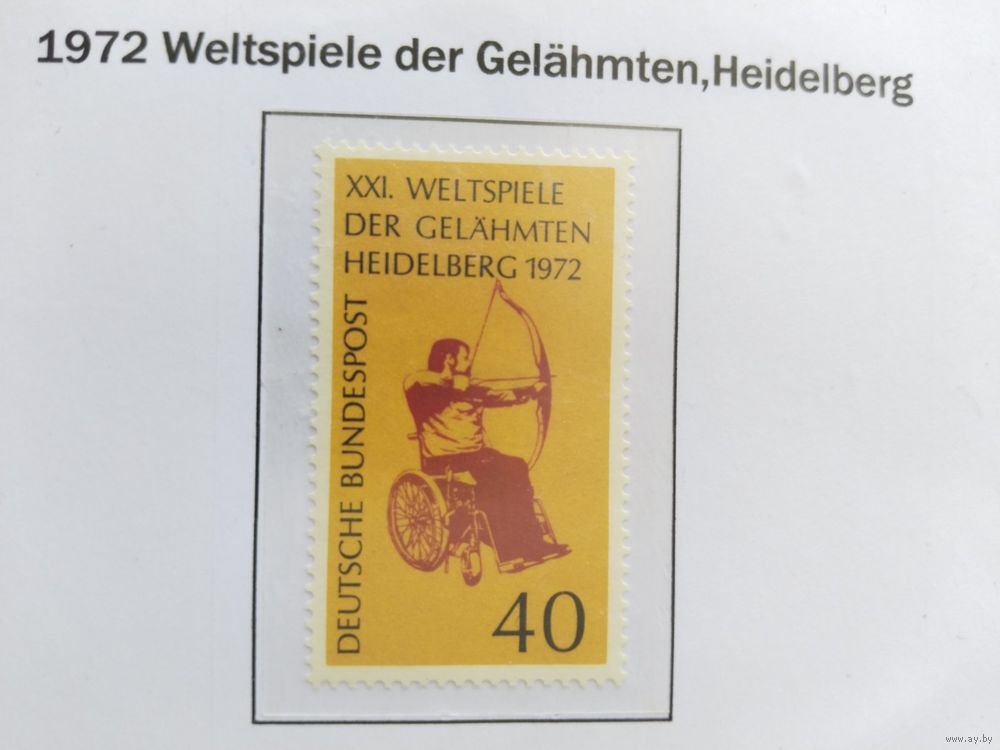 1972 Weltspiele der Gelähmten,Heidelberg
XXI. WELTSPIELE
DER GELÄHMTEN
HEIDELBERG 1972
DEUTSCHE BUNDESPOST
40
www.ay.by